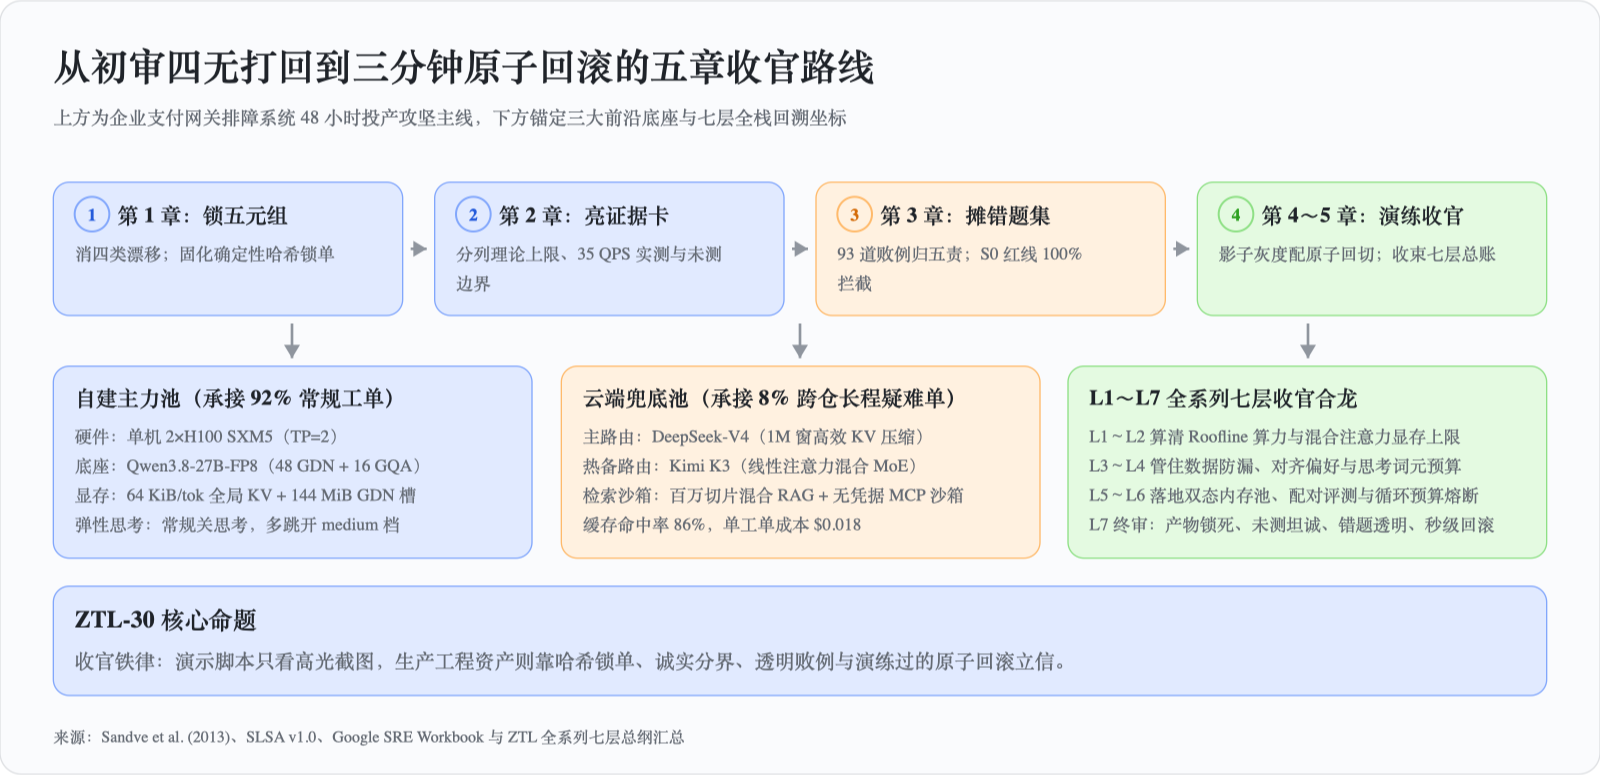 从初审四无打回到三分钟原子回滚的五章收官路线
上方为企业支付网关排障系统 48 小时投产攻坚主线，下方锚定三大前沿底座与七层全栈回溯坐标
1 第 1 章：锁五元组
消四类漂移；固化确定性哈希锁单
2 第 2 章：亮证据卡
分列理论上限、35 QPS 实测与未测
边界
3 第 3 章：摊错题集
93 道败例归五责；S0 红线 100%
拦截
4 第 4～5 章：演练收官
影子灰度配原子回切；收束七层总账
自建主力池（承接 92% 常规工单）
硬件：单机 2×H100 SXM5（TP=2）
底座：Qwen3.8-27B-FP8（48 GDN + 16 GQA）
显存：64 KiB/tok 全局 KV + 144 MiB GDN 槽
弹性思考：常规关思考，多跳开 medium 档
云端兜底池（承接 8% 跨仓长程疑难单）
主路由：DeepSeek-V4（1M 窗高效 KV 压缩）
热备路由：Kimi K3（线性注意力混合 MoE）
检索沙箱：百万切片混合 RAG + 无凭据 MCP 沙箱
缓存命中率 86%，单工单成本 $0.018
L1～L7 全系列七层收官合龙
L1～L2 算清 Roofline 算力与混合注意力显存上限
L3～L4 管住数据防漏、对齐偏好与思考词元预算
L5～L6 落地双态内存池、配对评测与循环预算熔断
L7 终审：产物锁死、未测坦诚、错题透明、秒级回滚
ZTL-30 核心命题
收官铁律：演示脚本只看高光截图，生产工程资产则靠哈希锁单、诚实分界、透明败例与演练过的原子回滚立信。
来源：Sandve et al. (2013)、SLSA v1.0、Google SRE Workbook 与 ZTL 全系列七层总纲汇总